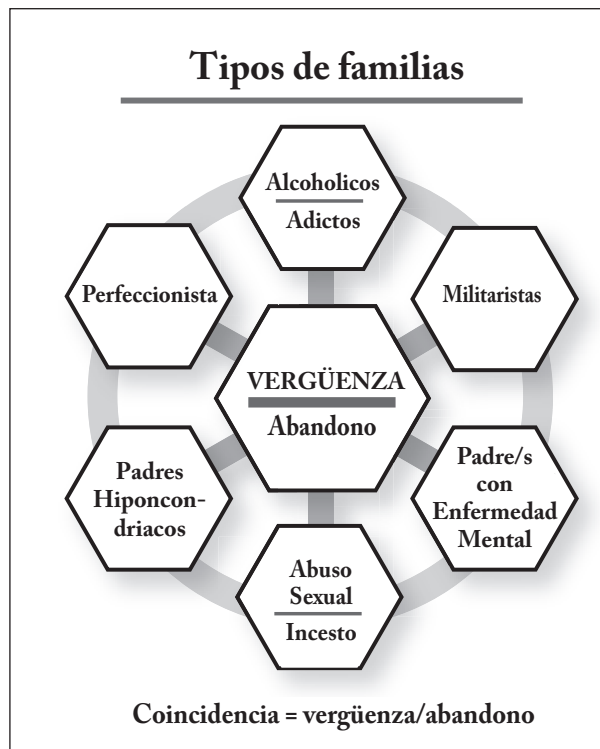 Tipos de familias
Alcoholicos
Adictos
Perfeccionista
Militaristas
VERGÜENZA
Abandono
Padres
Hiponcon-
driacos
Padre/s
con
Enfermedad
Mental
Abuso
Sexual
Incesto
Coincidencia = vergüenza/abandono